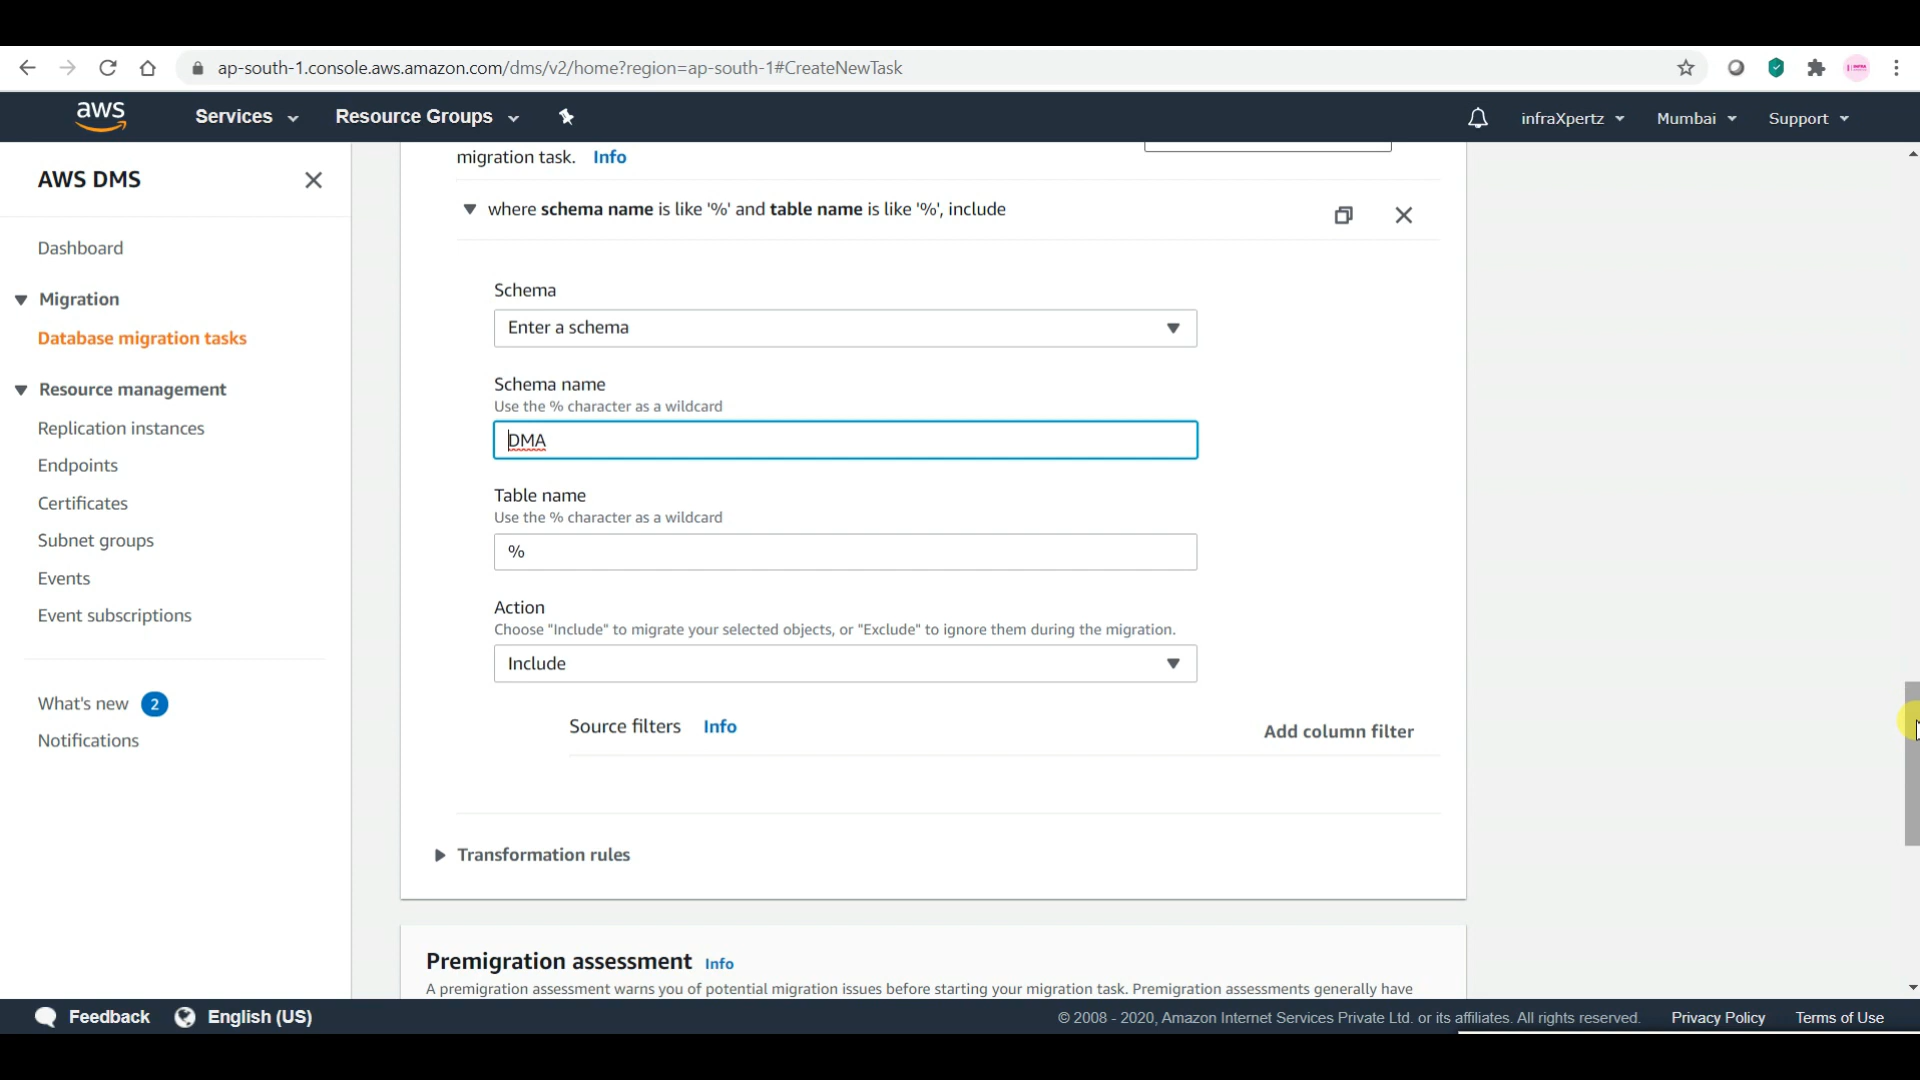 ap-south-1.console.aws.amazon.com/dms/v2/home?region=ap-south-1#CreateNewTask
aws
Services
Resource Groups
infraXpertz
Mumbai
Support
AWS DMS
Dashboard
Migration
Database migration tasks
Resource management
Replication instances
Endpoints
Certificates
Subnet groups
Events
Event subscriptions
What's new 2
Notifications
migration task. Info
where schema name is like '%' and table name is like '%', include
Schema
Enter a schema
Schema name
Use the % character as a wildcard
DMA
Table name
Use the % character as a wildcard
%
Action
Choose "Include" to migrate your selected objects, or "Exclude" to ignore them during the migration.
Include
Source filters Info
Add column filter
Transformation rules
Premigration assessment Info
A premigration assessment warns you of potential migration issues before starting your migration task. Premigration assessments generally have
Feedback
English (US)
© 2008 - 2020, Amazon Internet Services Private Ltd. or its affiliates. All rights reserved.
Privacy Policy
Terms of Use